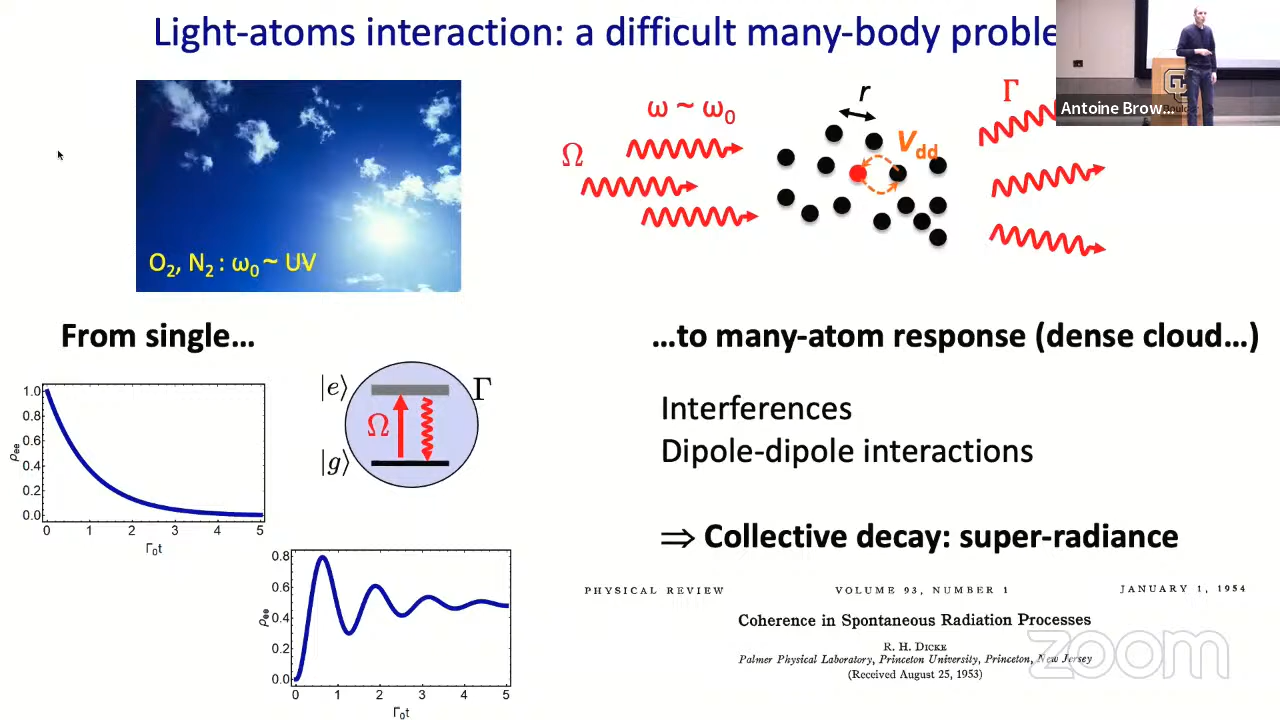 Light-atoms interaction: a difficult many-body proble
Antoine Brow...
O₂, N₂ : ω₀ ~ UV
Ω
ω ~ ω₀
r
V_dd
Γ
From single...
...to many-atom response (dense cloud...)
1.0
0.8
0.6
0.4
0.2
0.0
ρ_ee
0 1 2 3 4 5
Γ₀t
|e⟩
Γ
Ω
|g⟩
Interferences
Dipole-dipole interactions
⇒ Collective decay: super-radiance
0.8
0.6
0.4
0.2
0.0
ρ_ee
0 1 2 3 4 5
Γ₀t
PHYSICAL REVIEW VOLUME 93, NUMBER 1 JANUARY 1, 1954
Coherence in Spontaneous Radiation Processes
R. H. DICKE
Palmer Physical Laboratory, Princeton University, Princeton, New Jersey
(Received August 25, 1953)
zoom